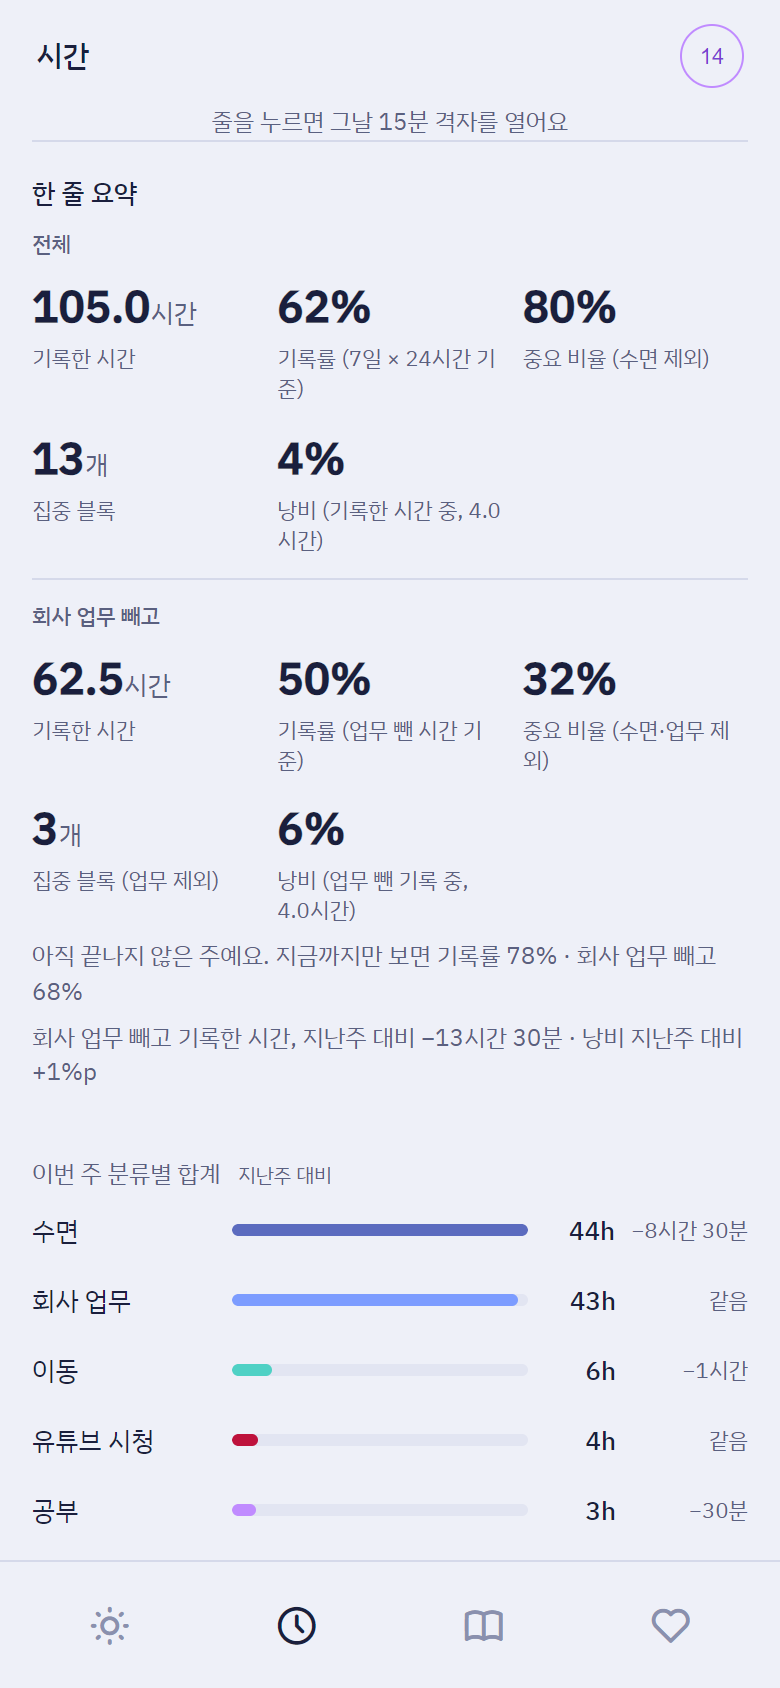 시간
14
줄을 누르면 그날 15분 격자를 열어요
한 줄 요약
전체
105.0시간
기록한 시간
62%
기록률 (7일 × 24시간 기
준)
80%
중요 비율 (수면 제외)
13개
집중 블록
4%
낭비 (기록한 시간 중, 4.0
시간)
회사 업무 빼고
62.5시간
기록한 시간
50%
기록률 (업무 뺀 시간 기
준)
32%
중요 비율 (수면·업무 제
외)
3개
집중 블록 (업무 제외)
6%
낭비 (업무 뺀 기록 중,
4.0시간)
아직 끝나지 않은 주예요. 지금까지만 보면 기록률 78% · 회사 업무 빼고
68%
회사 업무 빼고 기록한 시간, 지난주 대비 −13시간 30분 · 낭비 지난주 대비
+1%p
이번 주 분류별 합계 지난주 대비
수면 44h −8시간 30분
회사 업무 43h 같음
이동 6h −1시간
유튜브 시청 4h 같음
공부 3h −30분